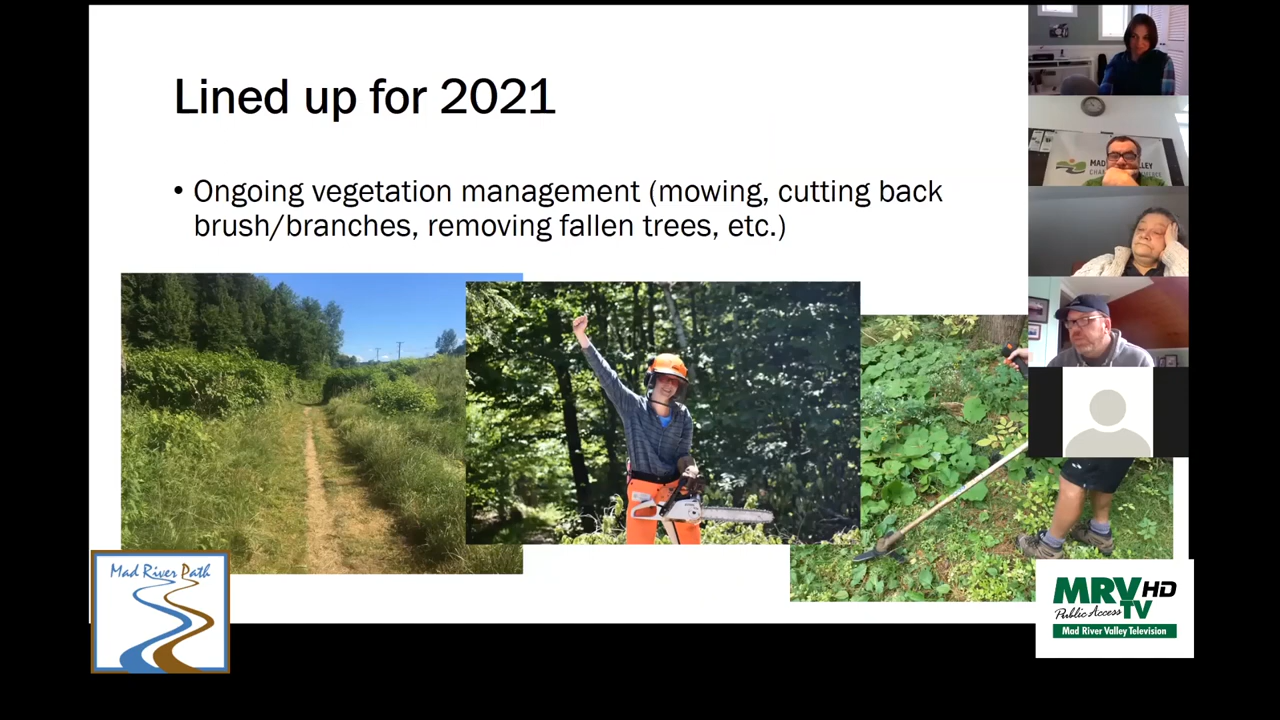 Lined up for 2021
• Ongoing vegetation management (mowing, cutting back
brush/branches, removing fallen trees, etc.)
Mad River Path
MRV HD
Public Access TV
Mad River Valley Television